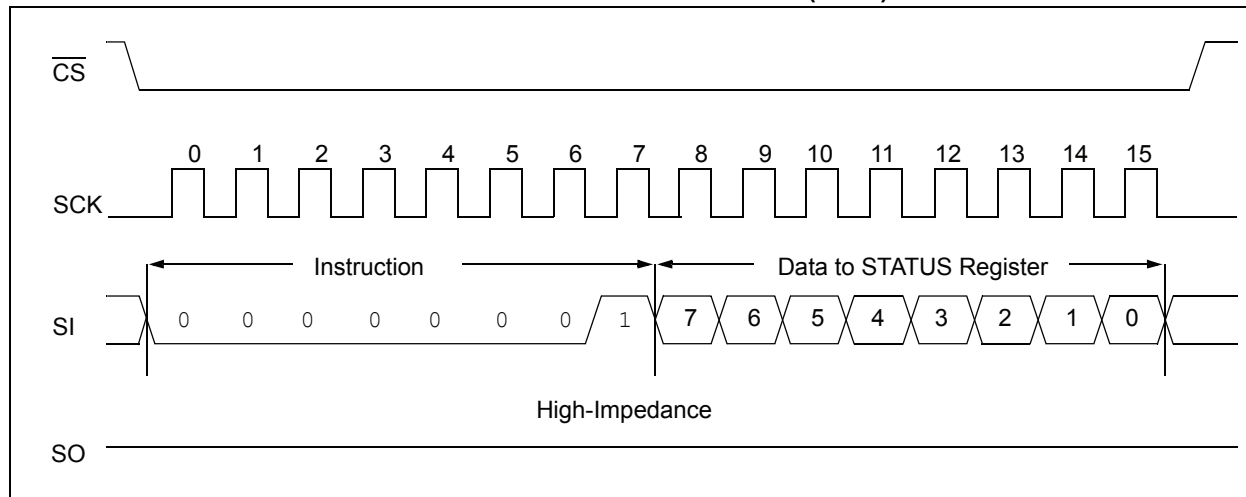 CS
0 1 2 3 4 5 6 7 8 9 10 11 12 13 14 15
SCK
Instruction Data to STATUS Register
SI 0 0 0 0 0 0 0 1 7 6 5 4 3 2 1 0
High-Impedance
SO